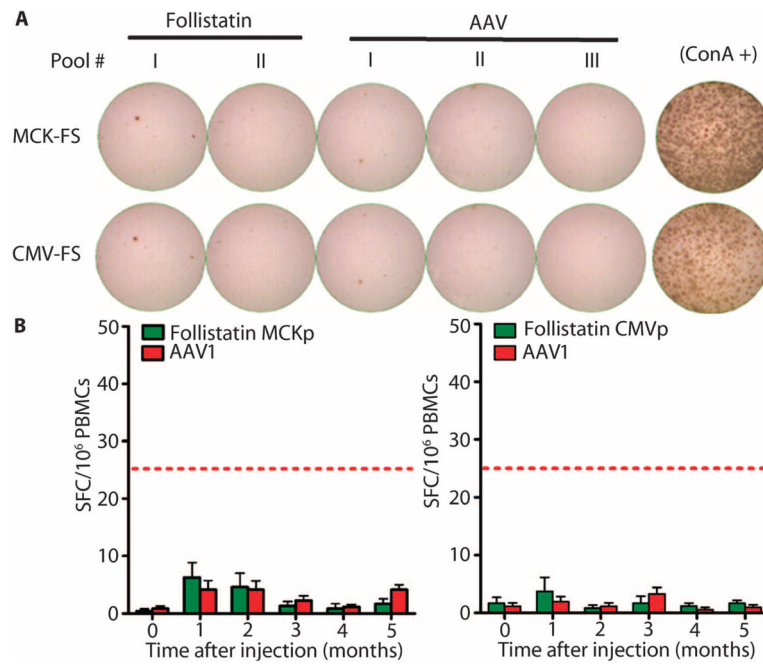 A
Follistatin AAV
Pool # I II I II III (ConA +)
MCK-FS
CMV-FS
B
50
40
30
20
10
0
SFC/10⁶ PBMCs
Follistatin MCKp
AAV1
0 1 2 3 4 5
Time after injection (months)
50
40
30
20
10
0
SFC/10⁶ PBMCs
Follistatin CMVp
AAV1
0 1 2 3 4 5
Time after injection (months)